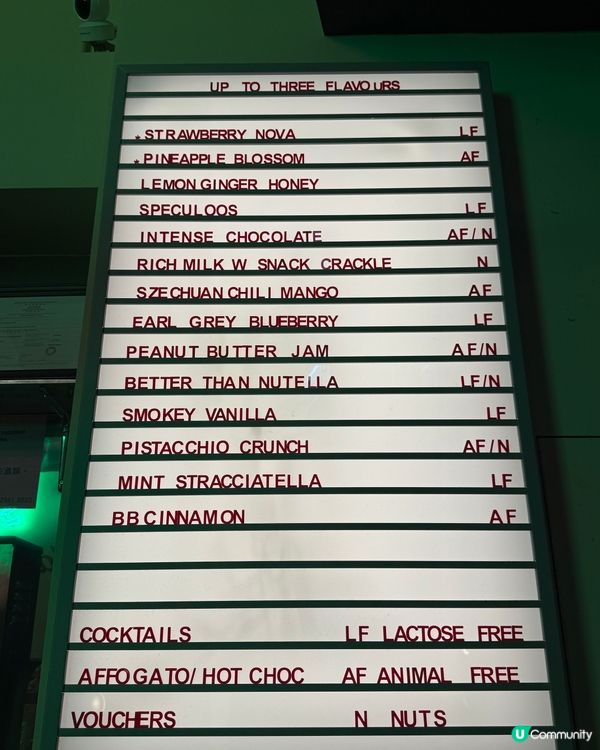 UP TO THREE FLAVOURS
*STRAWBERRY NOVA LF
*PINEAPPLE BLOSSOM AF
LEMON GINGER HONEY
SPECULOOS LF
INTENSE CHOCOLATE AF/N
RICH MILK W SNACK CRACKLE N
SZECHUAN CHILI MANGO AF
EARL GREY BLUEBERRY LF
PEANUT BUTTER JAM AF/N
BETTER THAN NUTELLA LF/N
SMOKEY VANILLA LF
PISTACCHIO CRUNCH AF/N
MINT STRACCIATELLA LF
BB CINNAMON AF
COCKTAILS LF LACTOSE FREE
AFFOGATO/HOT CHOC AF ANIMAL FREE
VOUCHERS N NUTS
U Community